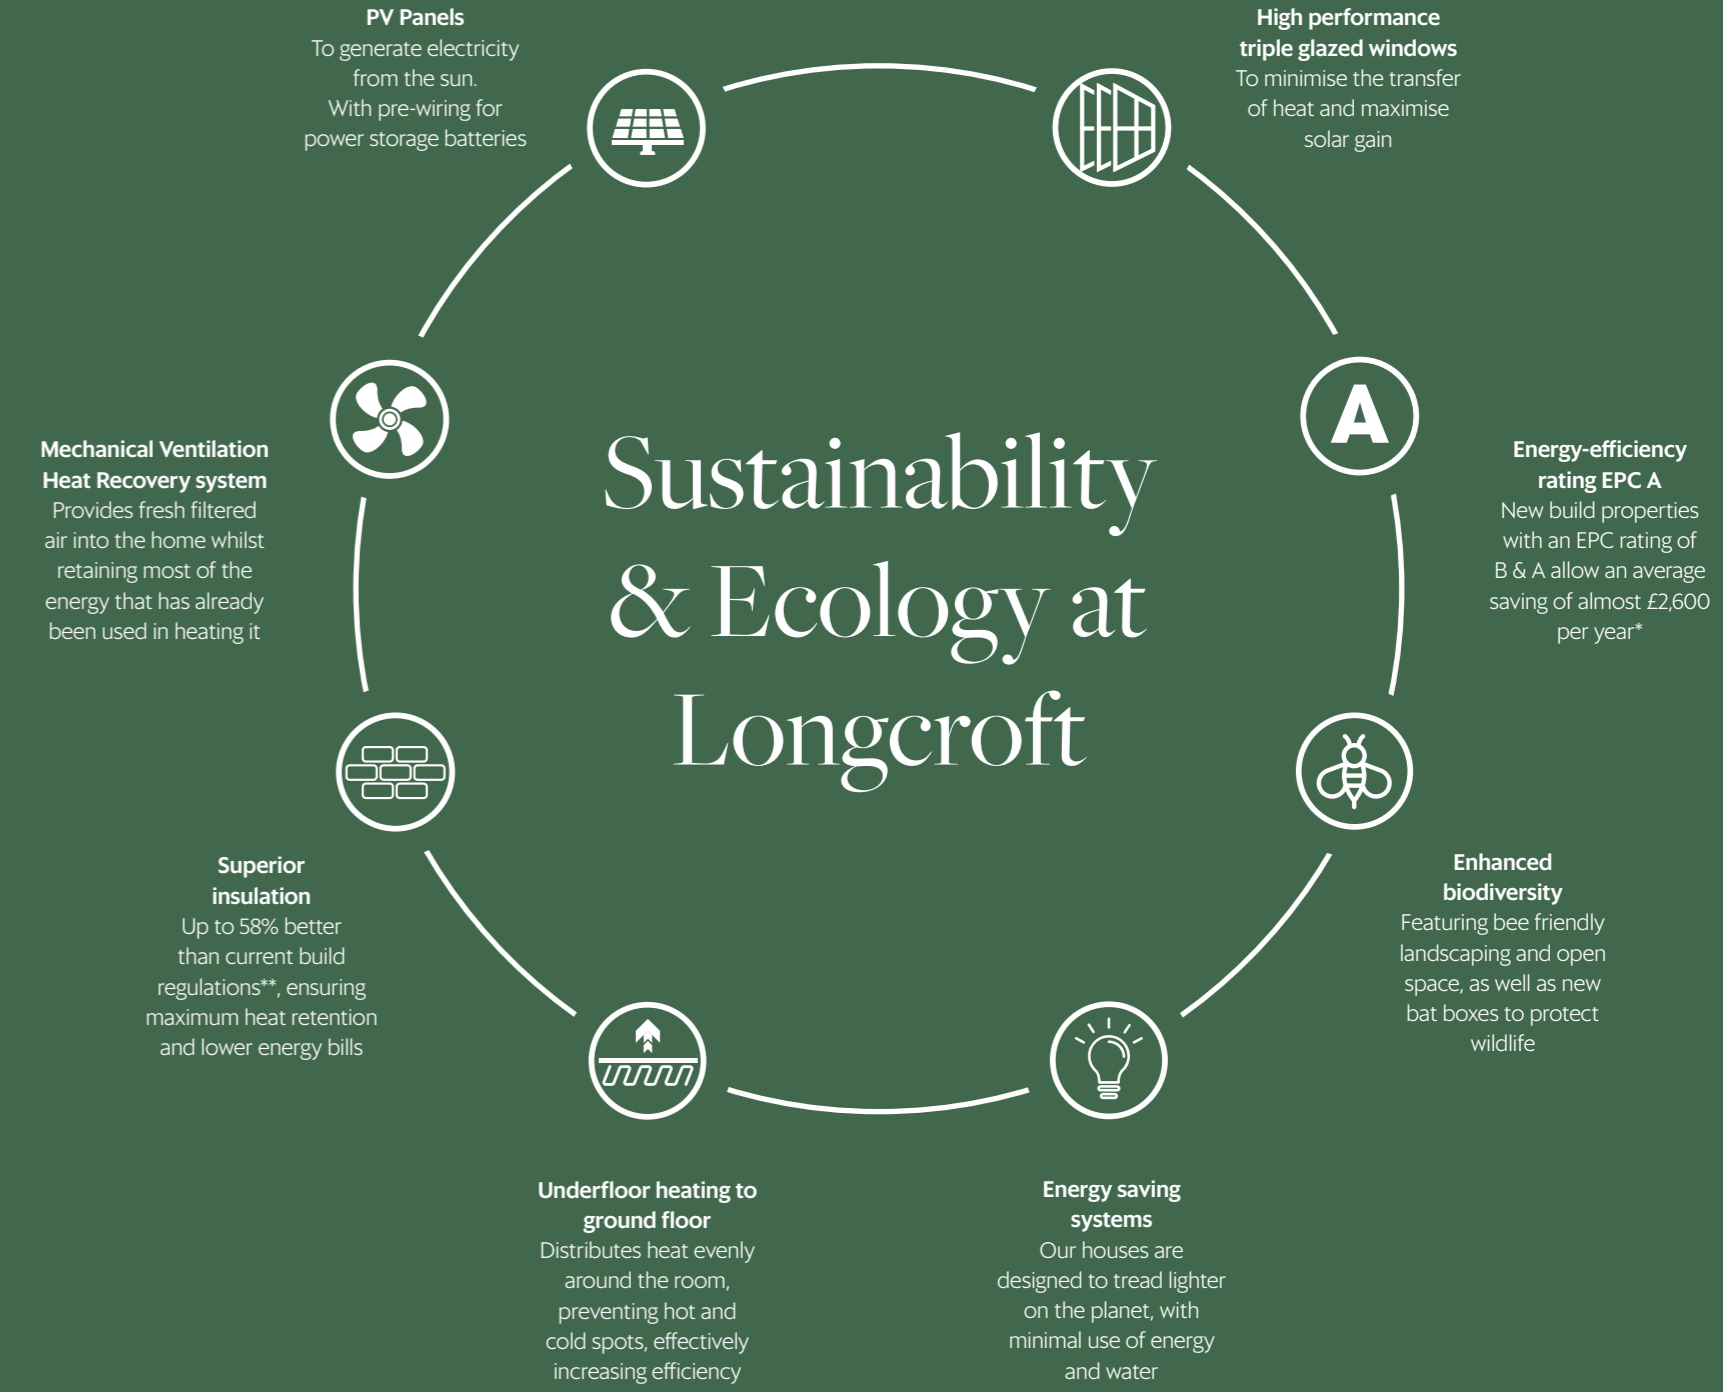 PV Panels
To generate electricity
from the sun.
With pre-wiring for
power storage batteries
High performance
triple glazed windows
To minimise the transfer
of heat and maximise
solar gain
A
Mechanical Ventilation
Heat Recovery system
Provides fresh filtered
air into the home whilst
retaining most of the
energy that has already
been used in heating it
Sustainability
& Ecology at
Longcroft
Energy-efficiency
rating EPC A
New build properties
with an EPC rating of
B & A allow an average
saving of almost £2,600
per year*
Superior
insulation
Up to 58% better
than current build
regulations**, ensuring
maximum heat retention
and lower energy bills
Enhanced
biodiversity
Featuring bee friendly
landscaping and open
space, as well as new
bat boxes to protect
wildlife
Underfloor heating to
ground floor
Distributes heat evenly
around the room,
preventing hot and
cold spots, effectively
increasing efficiency
Energy saving
systems
Our houses are
designed to tread lighter
on the planet, with
minimal use of energy
and water